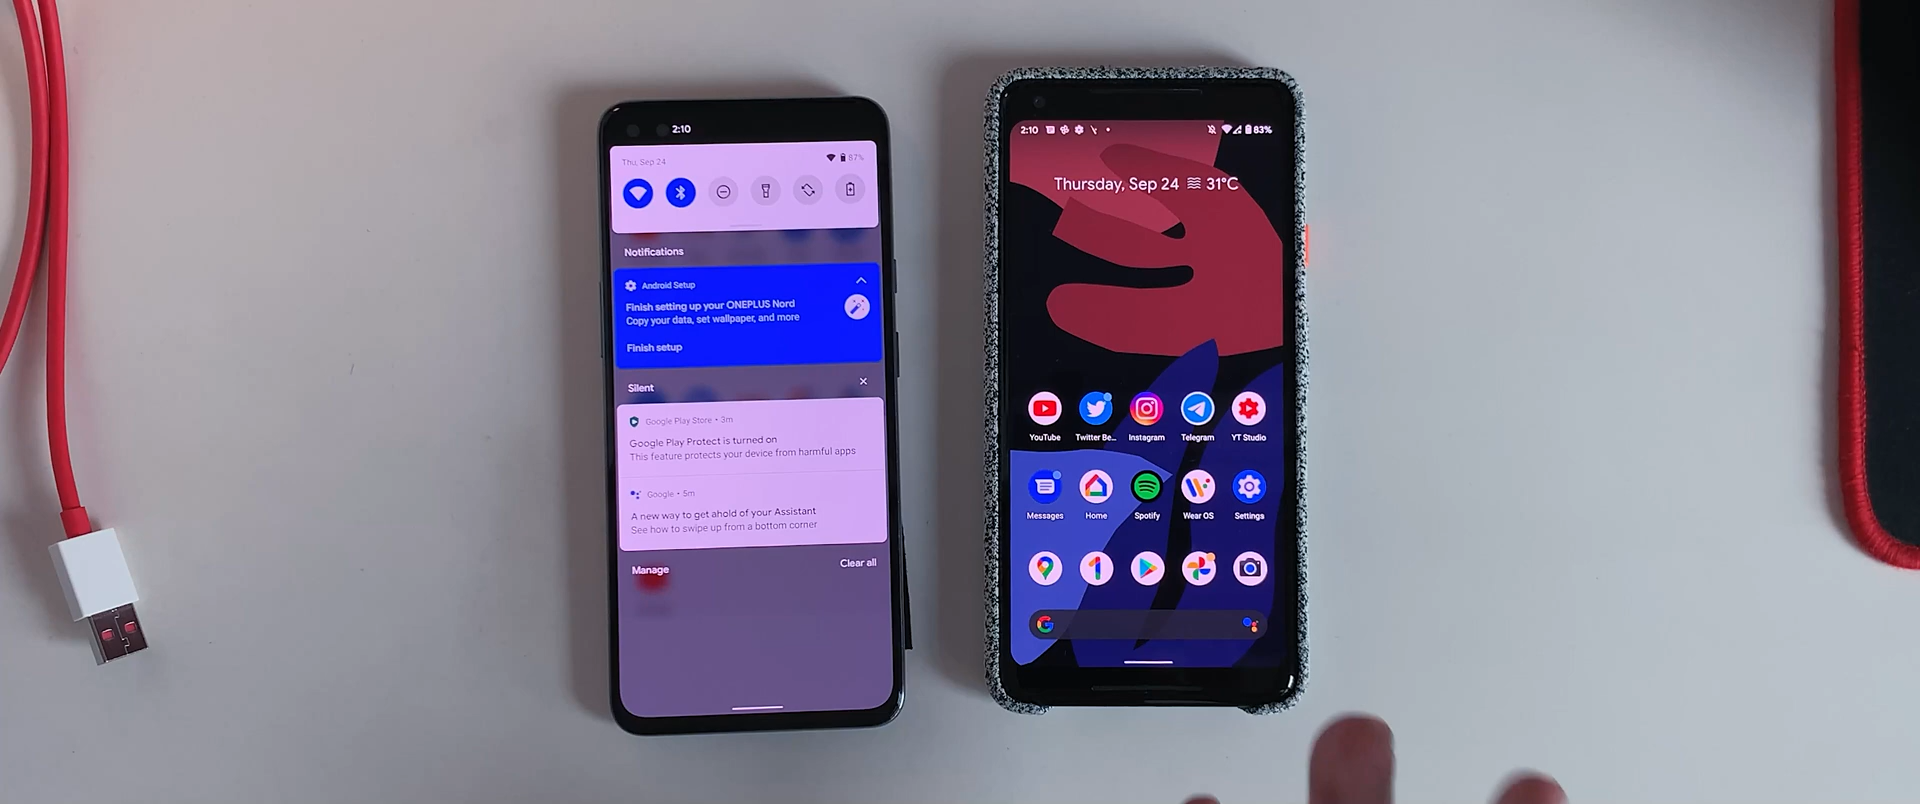 2:10
Thu, Sep 24
87%
Notifications
Android Setup
Finish setting up your ONEPLUS Nord
Copy your data, set wallpaper, and more
Finish setup
Silent
Google Play Store • 3m
Google Play Protect is turned on
This feature protects your device from harmful apps
Google • 5m
A new way to get ahold of your Assistant
See how to swipe up from a bottom corner
Manage
Clear all
2:10
83%
Thursday, Sep 24
31°C
YouTube
Twitter Be...
Instagram
Telegram
YT Studio
Messages
Home
Spotify
Wear OS
Settings